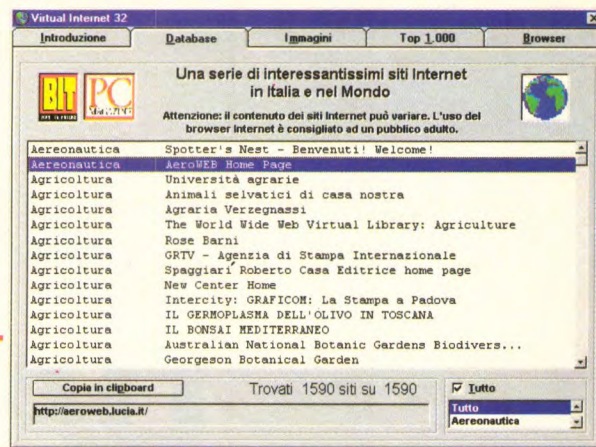 Virtual Internet 32
Introduzione Database Immagini Top 1.000 Browser
BIT
PC
MAGAZINE
Una serie di interessantissimi siti Internet
in Italia e nel Mondo
Attenzione: il contenuto dei siti Internet può variare. L'uso del
browser Internet è consigliato ad un pubblico adulto.
Aereonautica Spotter's Nest - Benvenuti! Welcome!
Aereonautica AeroWEB Home Page
Agricoltura Università agrarie
Agricoltura Animali selvatici di casa nostra
Agricoltura Agraria Verzegnassi
Agricoltura The World Wide Web Virtual Library: Agriculture
Agricoltura Rose Barni
Agricoltura GRTV - Agenzia di Stampa Internazionale
Agricoltura Spaggiari Roberto Casa Editrice home page
Agricoltura New Center Home
Agricoltura Intercity: GRAFICOM: La Stampa a Padova
Agricoltura IL GERMOPLASMA DELL'OLIVO IN TOSCANA
Agricoltura IL BONSAI MEDITERRANEO
Agricoltura Australian National Botanic Gardens Biodivers...
Agricoltura Georgeson Botanical Garden
Copia in clipboard Trovati 1590 siti su 1590 Tutto
http://aeroweb.lucia.it/
Tutto
Aereonautica